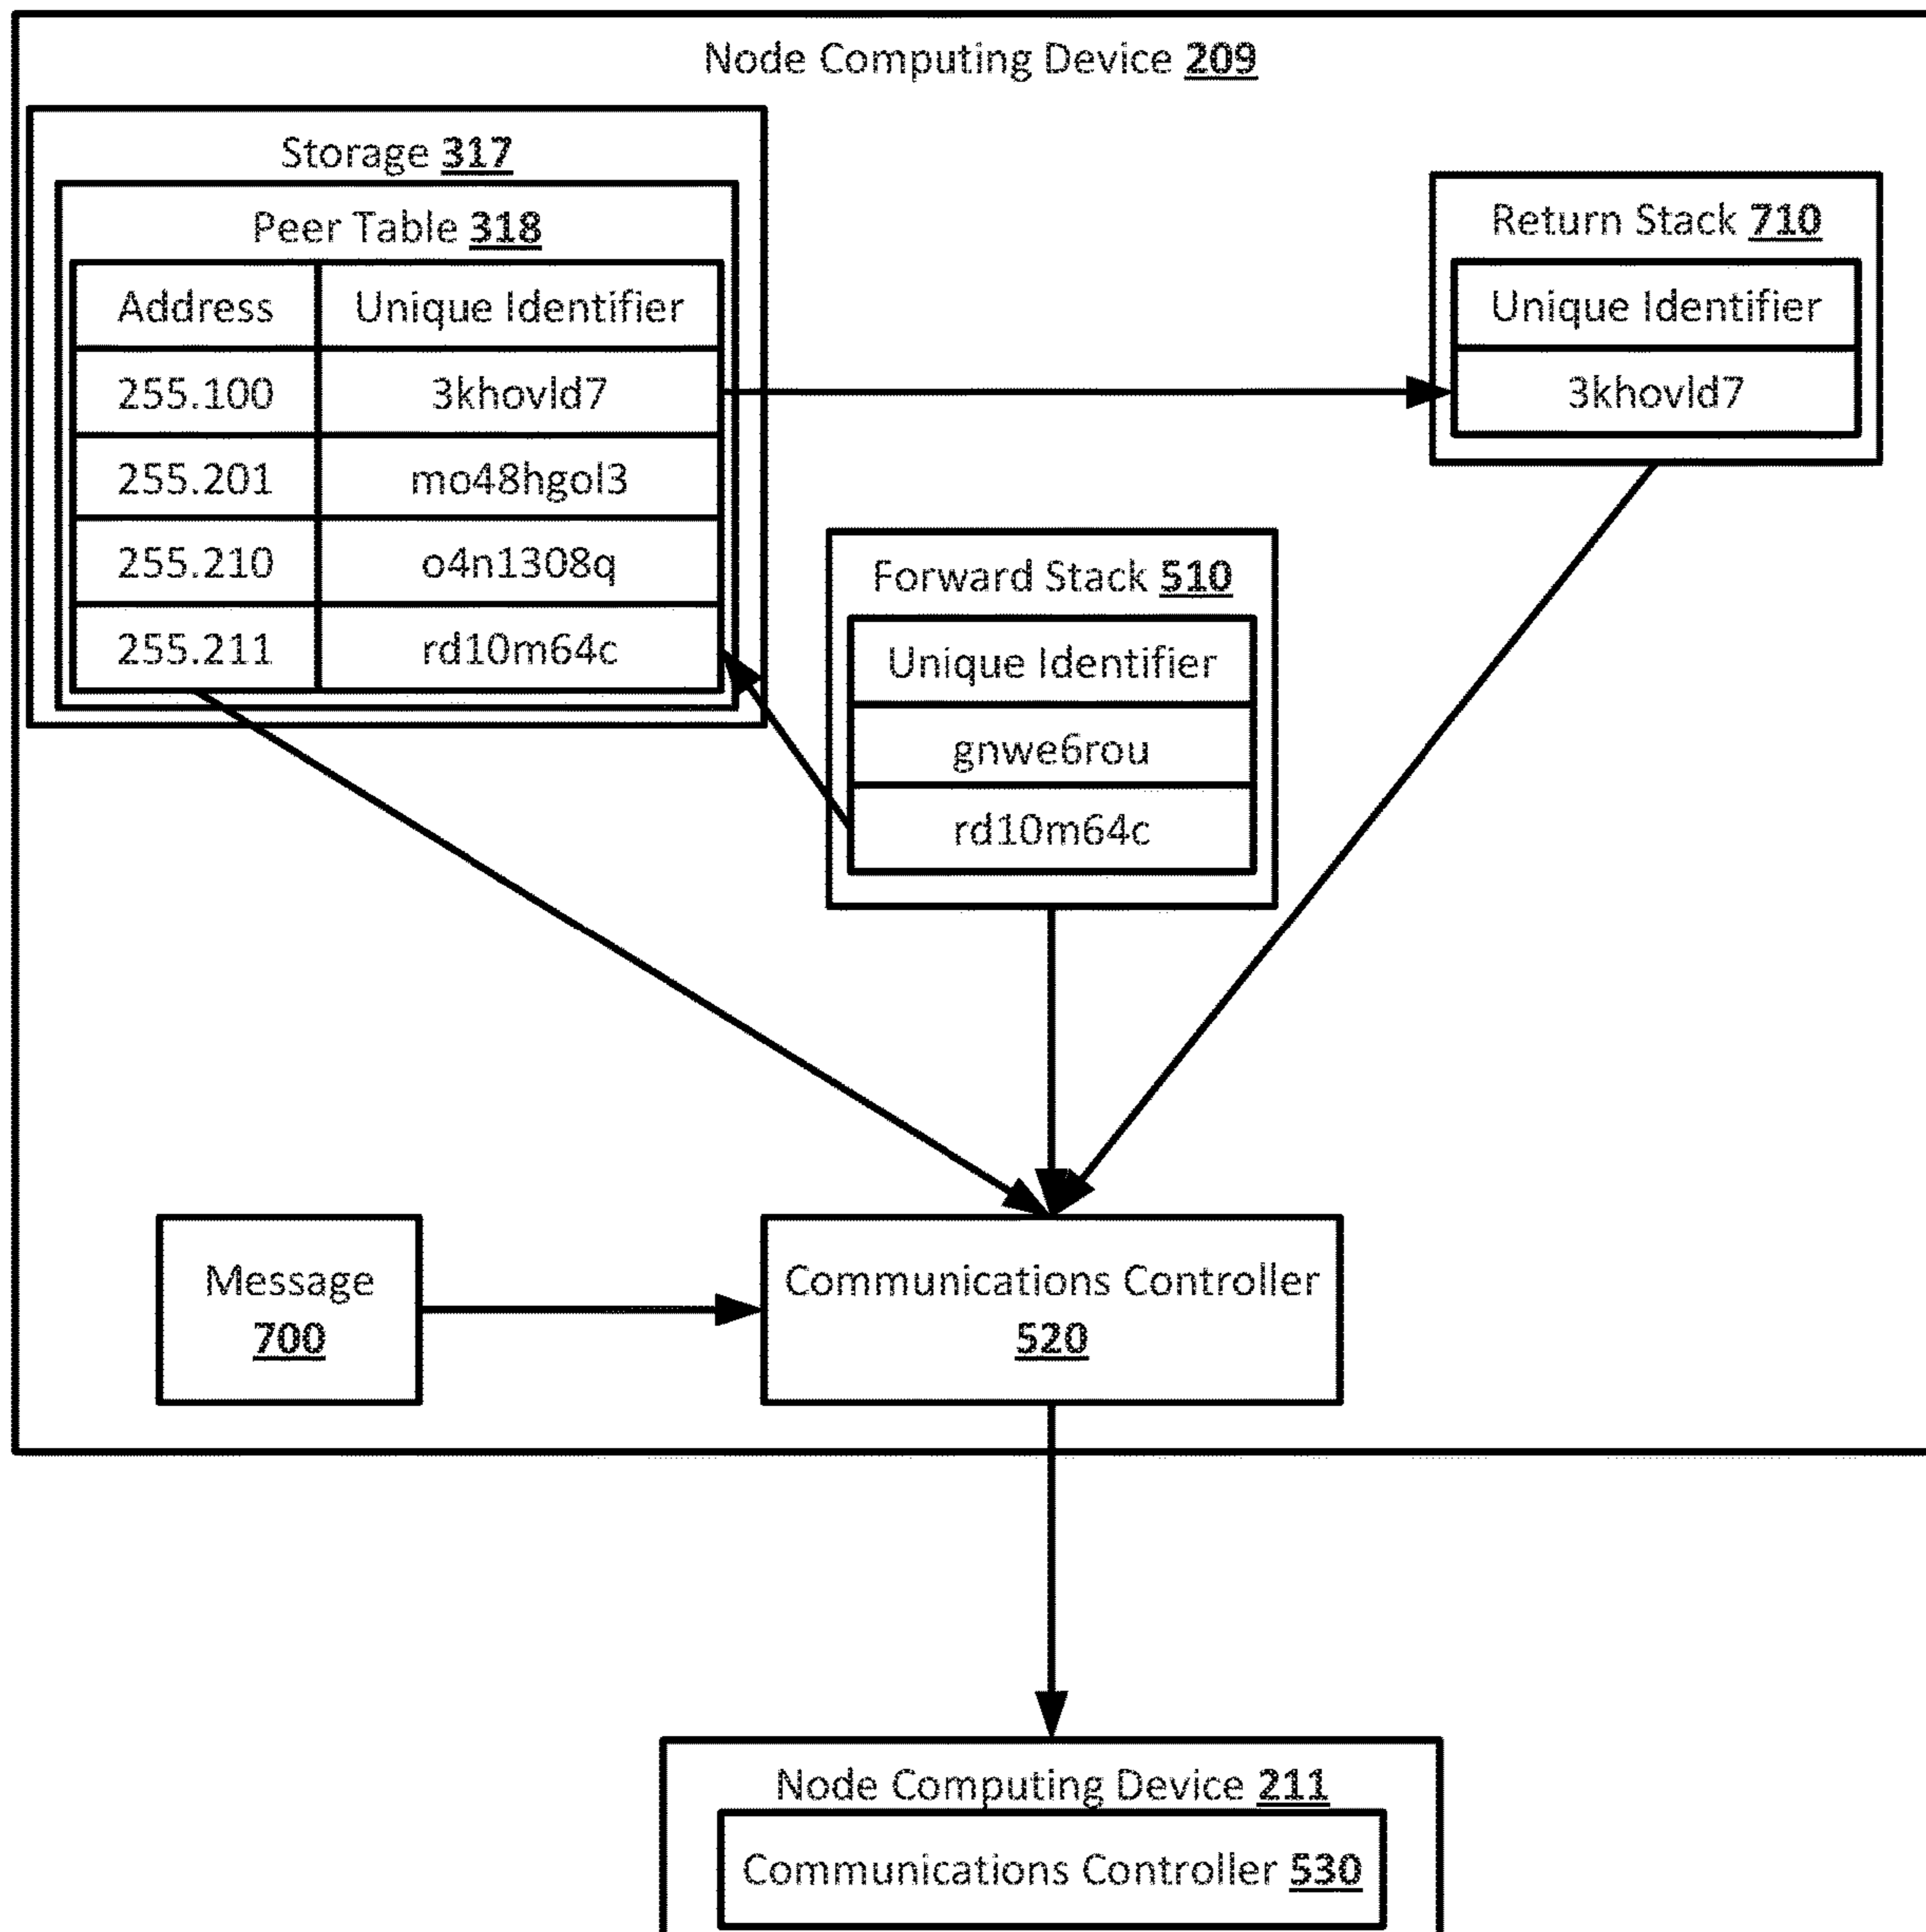 Node Computing Device 209
Storage 317
Peer Table 318
Address Unique Identifier
255.100 3khovld7
255.201 mo48hgol3
255.210 o4n1308q
255.211 rd10m64c
Return Stack 710
Unique Identifier
3khovld7
Forward Stack 510
Unique Identifier
gnwe6rou
rd10m64c
Message
700
Communications Controller
520
Node Computing Device 211
Communications Controller 530